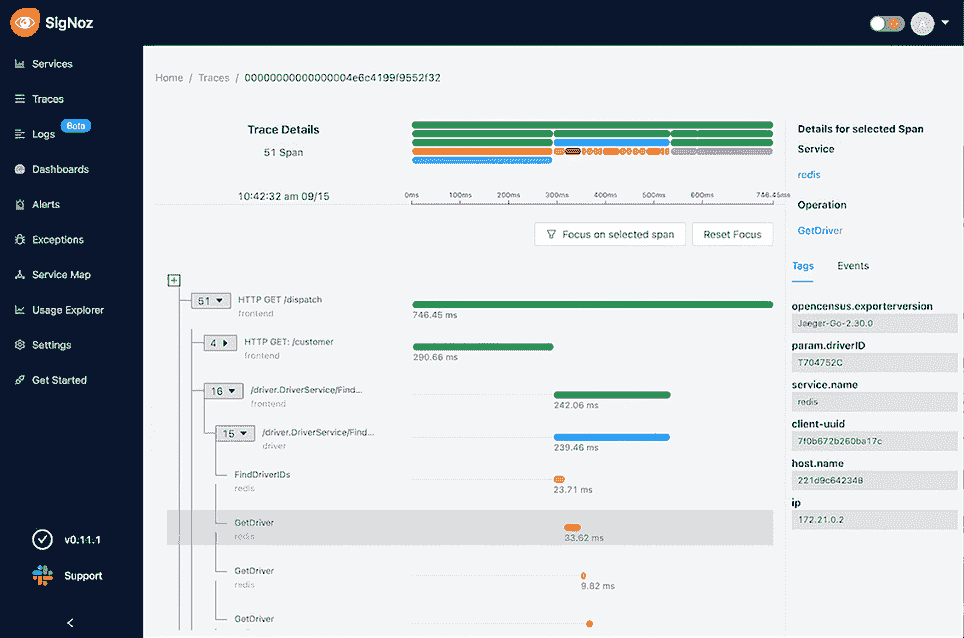 SigNoz
Services
Traces
Logs
Beta
Dashboards
Alerts
Exceptions
Service Map
Usage Explorer
Settings
Get Started
v0.11.1
Support
Home / Traces / 00000000000000004e6c4199f9552f32
Trace Details
51 Span
10:42:32 am 09/15
0ms 100ms 200ms 300ms 400ms 500ms 600ms 746.45ms
Focus on selected span
Reset Focus
51 HTTP GET /dispatch
frontend
746.45 ms
4 HTTP GET: /customer
frontend
290.66 ms
16 /driver.DriverService/Find...
frontend
242.06 ms
15 /driver.DriverService/Find...
driver
239.46 ms
FindDriverIDs
redis
23.71 ms
GetDriver
redis
33.62 ms
GetDriver
redis
9.82 ms
GetDriver
Details for selected Span
Service
redis
Operation
GetDriver
Tags Events
opencensus.exporterversion
Jaeger-Go-2.30.0
param.driverID
T704752C
service.name
redis
client-uuid
7f0b672b260ba17c
host.name
221d9c642348
ip
172.21.0.2